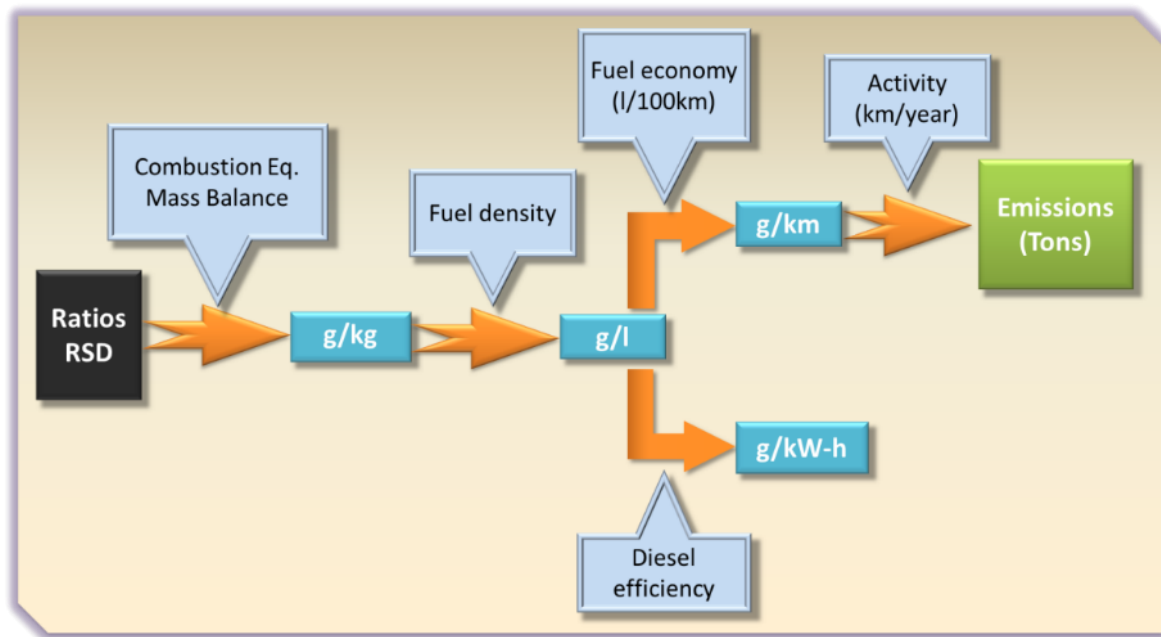 Ratios
RSD
Combustion Eq.
Mass Balance
g/kg
Fuel density
g/l
Fuel economy
(l/100km)
g/km
Activity
(km/year)
Emissions
(Tons)
Diesel
efficiency
g/kW-h